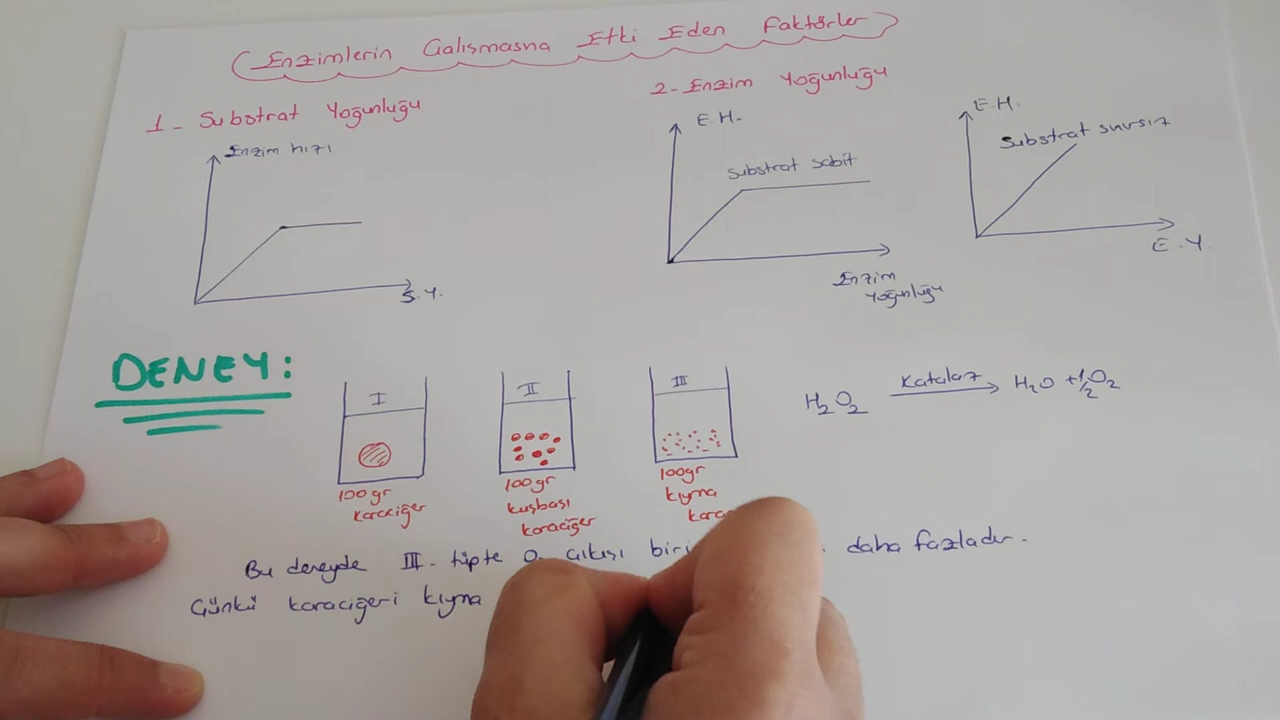 Enzimlerin Çalışmasna Etki Eden Faktörler
1- Substrat Yoğunluğu
Enzim hızı
S.Y.
2- Enzim Yoğunluğu
E.H.
Substrat sabit
Enzim
Yoğunluğu
E.H.
Substrat sınırsız
E.Y.
DENEY:
I
100gr
karaciğer
II
100gr
kuşbası
karaciğer
III
100gr
kıyma
H₂O₂ Katalaz → H₂O + 1/2 O₂
Bu deneyde III. tüpte O₂ çıkışı daha fazladır.
Çünkü karaciğeri kıyma